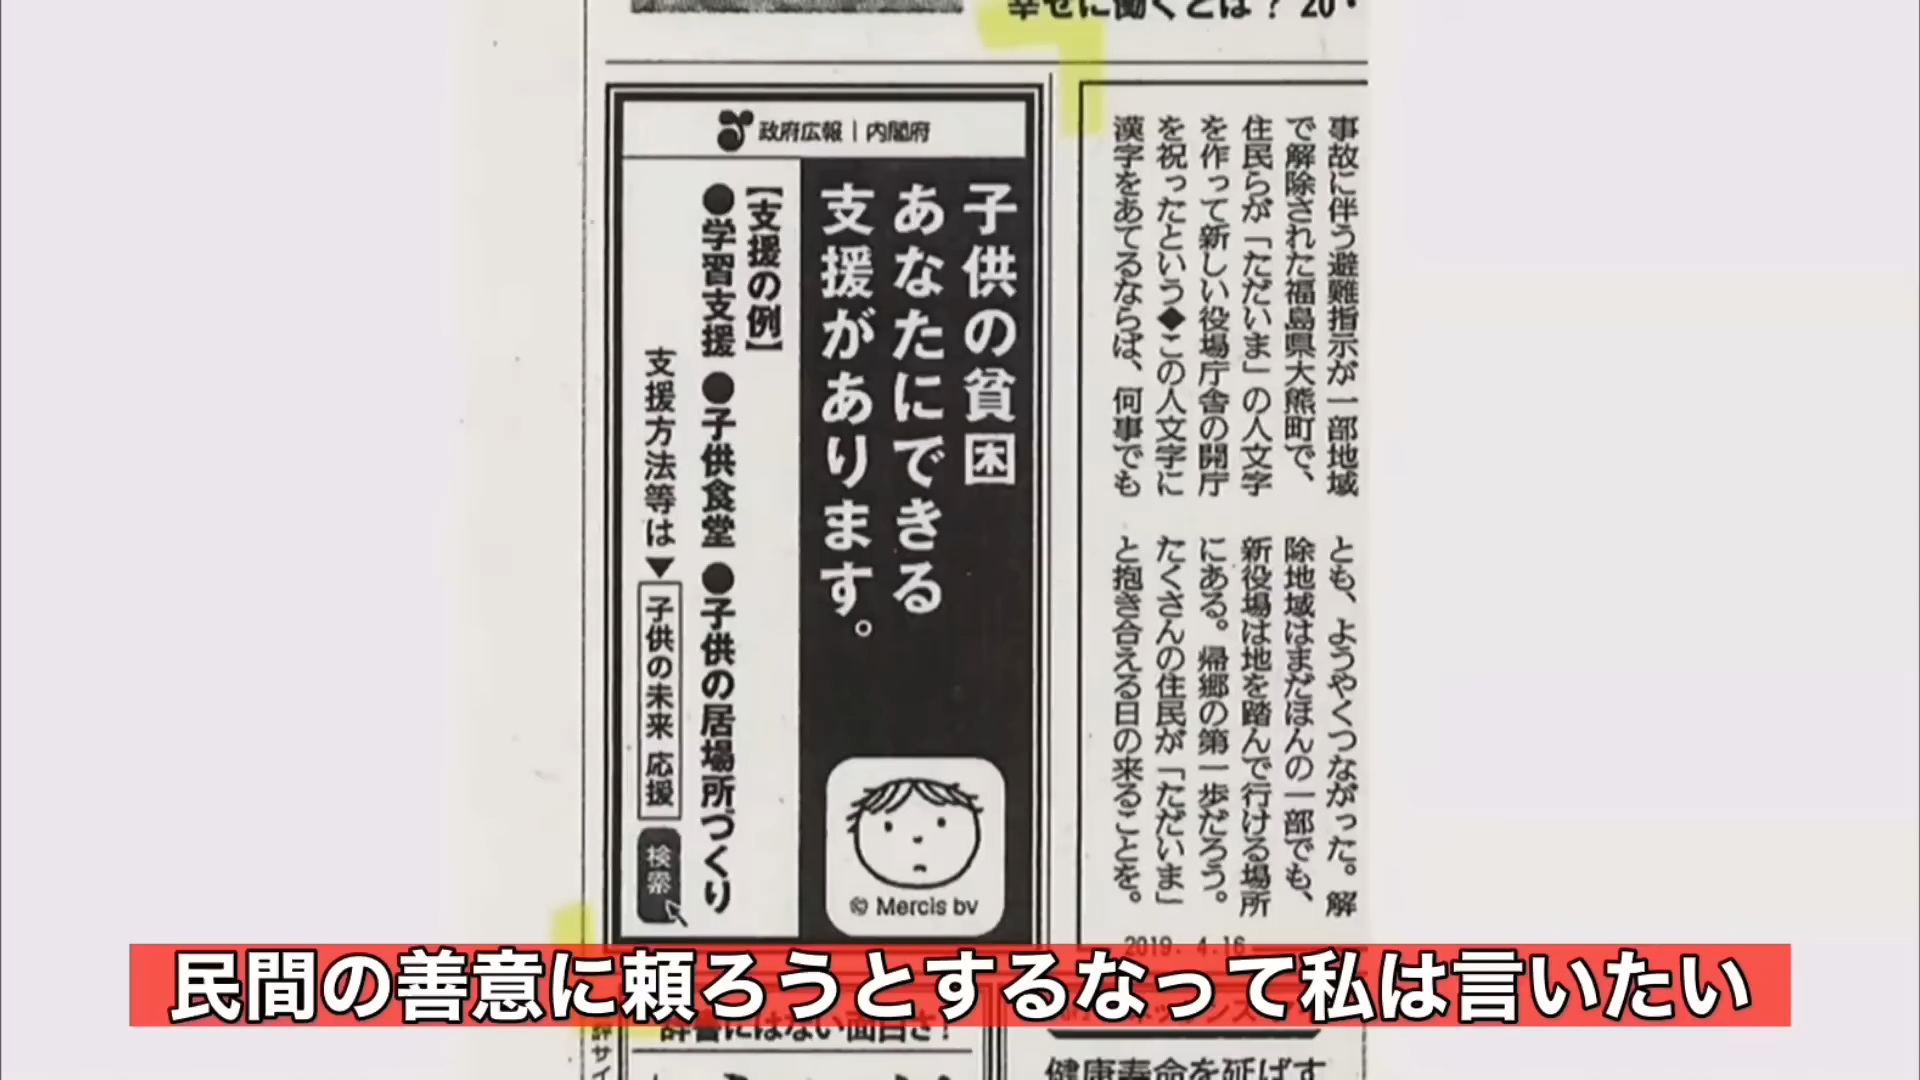 幸せに働くとは？ 20・
政府広報 | 内閣府
子供の貧困
あなたにできる
支援があります。
【支援の例】
●学習支援 ●子供食堂 ●子供の居場所づくり
支援方法等は▼
子供の未来 応援
検索
© Mercis bv
事故に伴う避難指示が一部地域
で解除された福島県大熊町で、
住民らが「ただいま」の人文字
を作って新しい役場庁舎の開庁
を祝ったという◆この人文字に
漢字をあてるならば、何事でも
とも、ようやくつながった。解
除地域はまだほんの一部でも、
新役場は地を踏んで行ける場所
にある。帰郷の第一歩だろう。
たくさんの住民が「ただいま」
と抱き合える日の来ることを。
2019. 4.16
民間の善意に頼ろうとするなって私は言いたい
辞書にはない面白さ!
健康寿命を延ばす